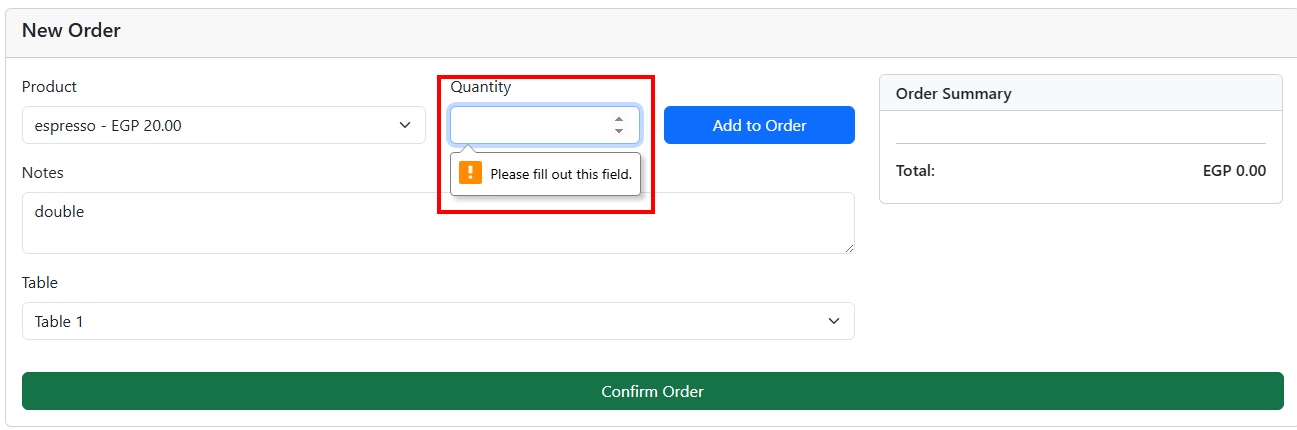 New Order
Product
Quantity
espresso - EGP 20.00
Add to Order
Please fill out this field.
Notes
double
Table
Table 1
Order Summary
Total: EGP 0.00
Confirm Order